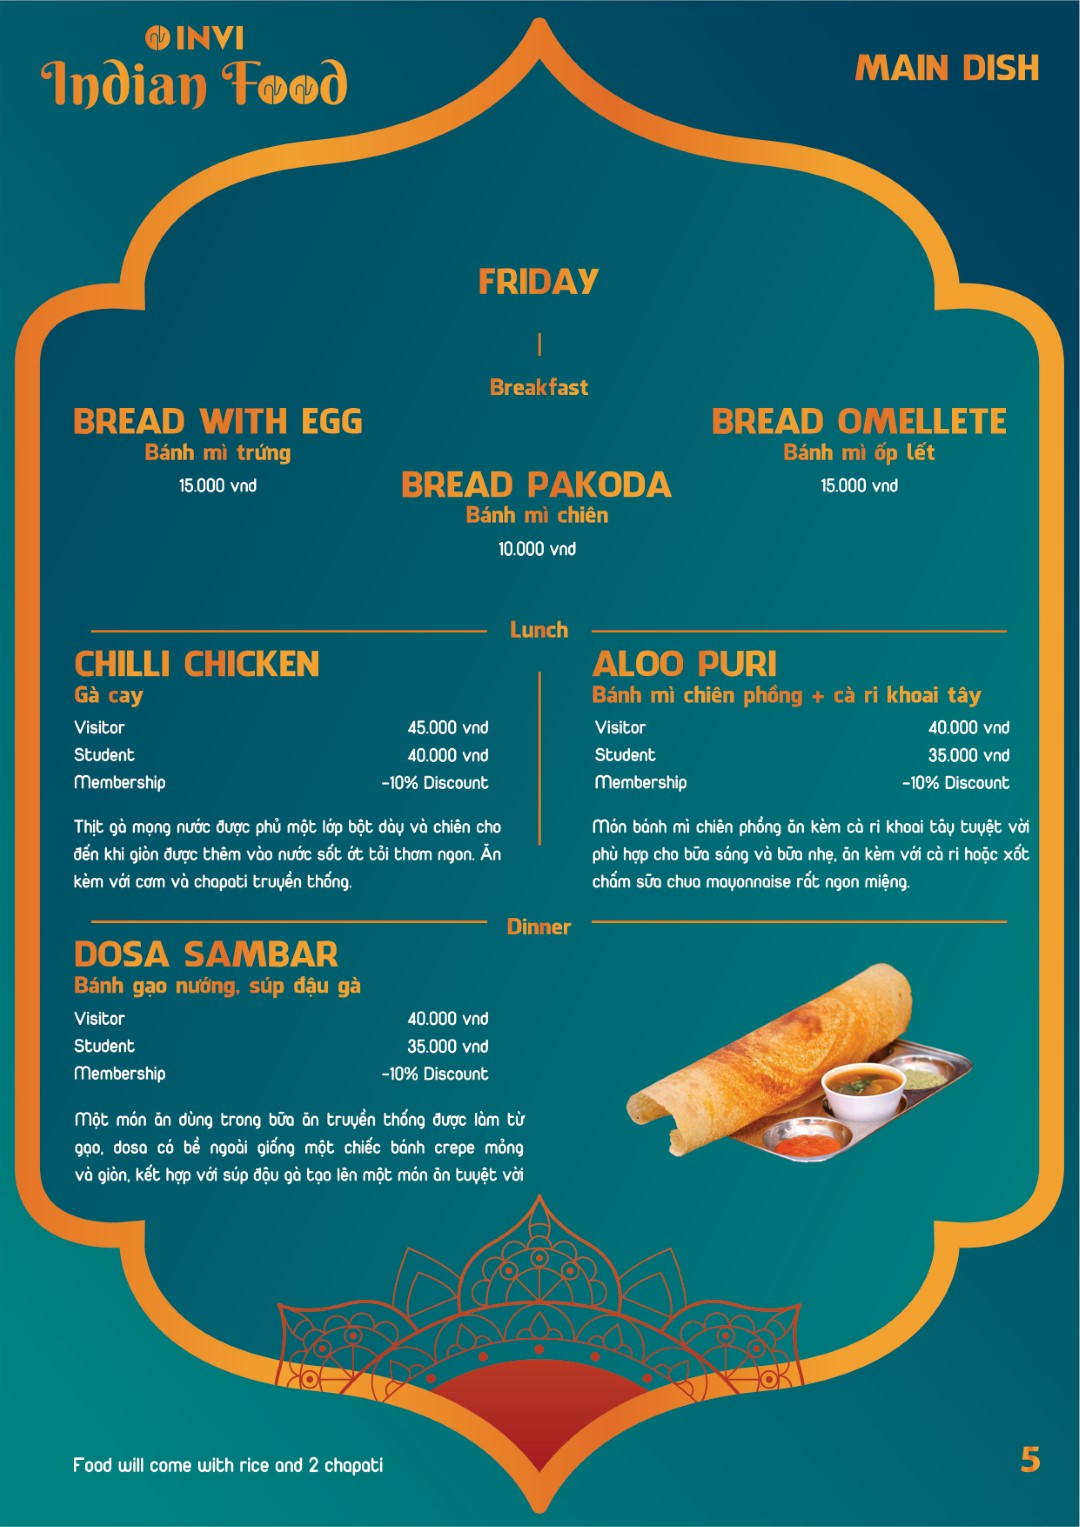 INVI
Indian Food
MAIN DISH
FRIDAY
Breakfast
BREAD WITH EGG
Bánh mì trứng
15.000 vnd
BREAD PAKODA
Bánh mì chiên
10.000 vnd
BREAD OMELLETE
Bánh mì ốp lết
15.000 vnd
Lunch
CHILLI CHICKEN
Gà cay
Visitor 45.000 vnd
Student 40.000 vnd
Membership -10% Discount
Thịt gà mọng nước được phủ một lớp bột dày và chiên cho
đến khi giòn được thêm vào nước sốt ớt tỏi thơm ngon. Ăn
kèm với cơm và chapati truyền thống.
ALOO PURI
Bánh mì chiên phồng + cà ri khoai tây
Visitor 40.000 vnd
Student 35.000 vnd
Membership -10% Discount
Món bánh mì chiên phồng ăn kèm cà ri khoai tây tuyệt vời
phù hợp cho bữa sáng và bữa nhẹ, ăn kèm với cà ri hoặc xốt
chấm sữa chua mayonnaise rất ngon miệng.
Dinner
DOSA SAMBAR
Bánh gạo nướng, súp đậu gà
Visitor 40.000 vnd
Student 35.000 vnd
Membership -10% Discount
Một món ăn dùng trong bữa ăn truyền thống được làm từ
gạo, dosa có bề ngoài giống một chiếc bánh crepe mỏng
và giòn, kết hợp với súp đậu gà tạo lên một món ăn tuyệt vời
Food will come with rice and 2 chapati
5